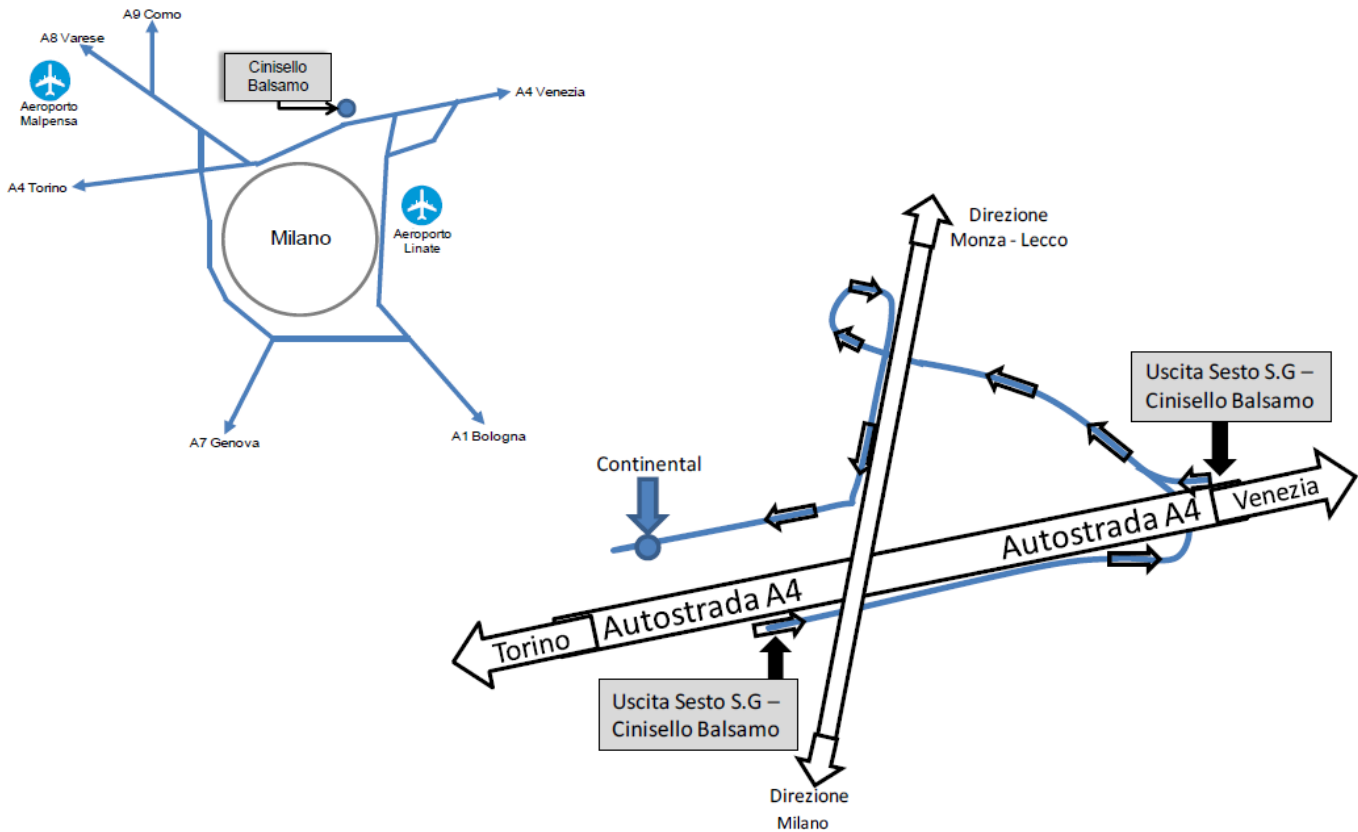 A9 Como
A8 Varese
Aeroporto
Malpensa
Cinisello
Balsamo
A4 Venezia
A4 Torino
Milano
Aeroporto
Linate
A7 Genova
A1 Bologna
Direzione
Monza - Lecco
Uscita Sesto S.G –
Cinisello Balsamo
Continental
Venezia
Autostrada A4
Autostrada A4
Torino
Uscita Sesto S.G –
Cinisello Balsamo
Direzione
Milano